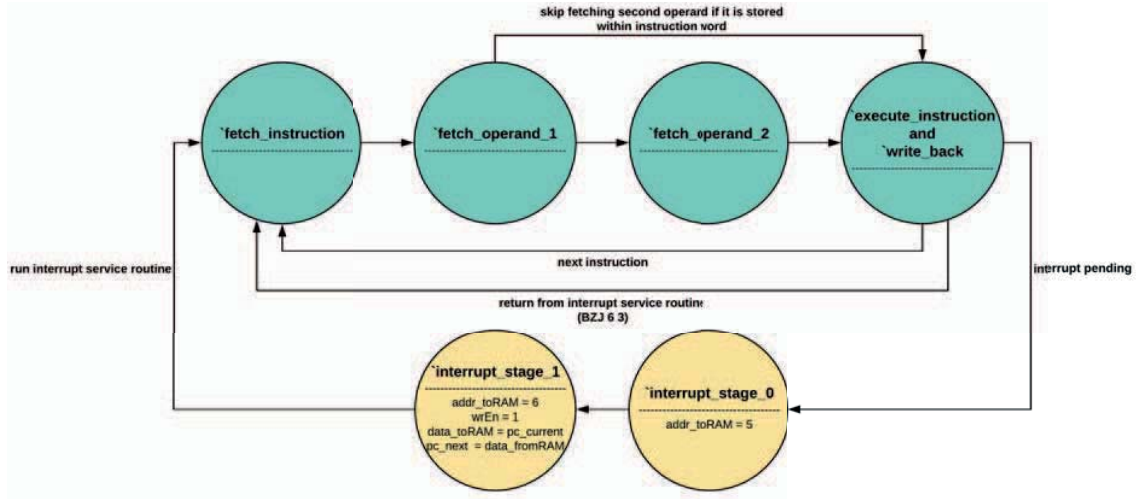 skip fetching second operard if it is stored
within instruction word
`fetch_instruction
`fetch_operand_1
`fetch_operand_2
`execute_instruction
and
`write_back
next instruction
run interrupt service routine
interrupt pending
return from interrupt service routine
(BZJ 6 3)
`interrupt_stage_1
addr_toRAM = 6
wrEn = 1
data_toRAM = pc_current
pc_next = data_fromRAM
`interrupt_stage_0
addr_toRAM = 5